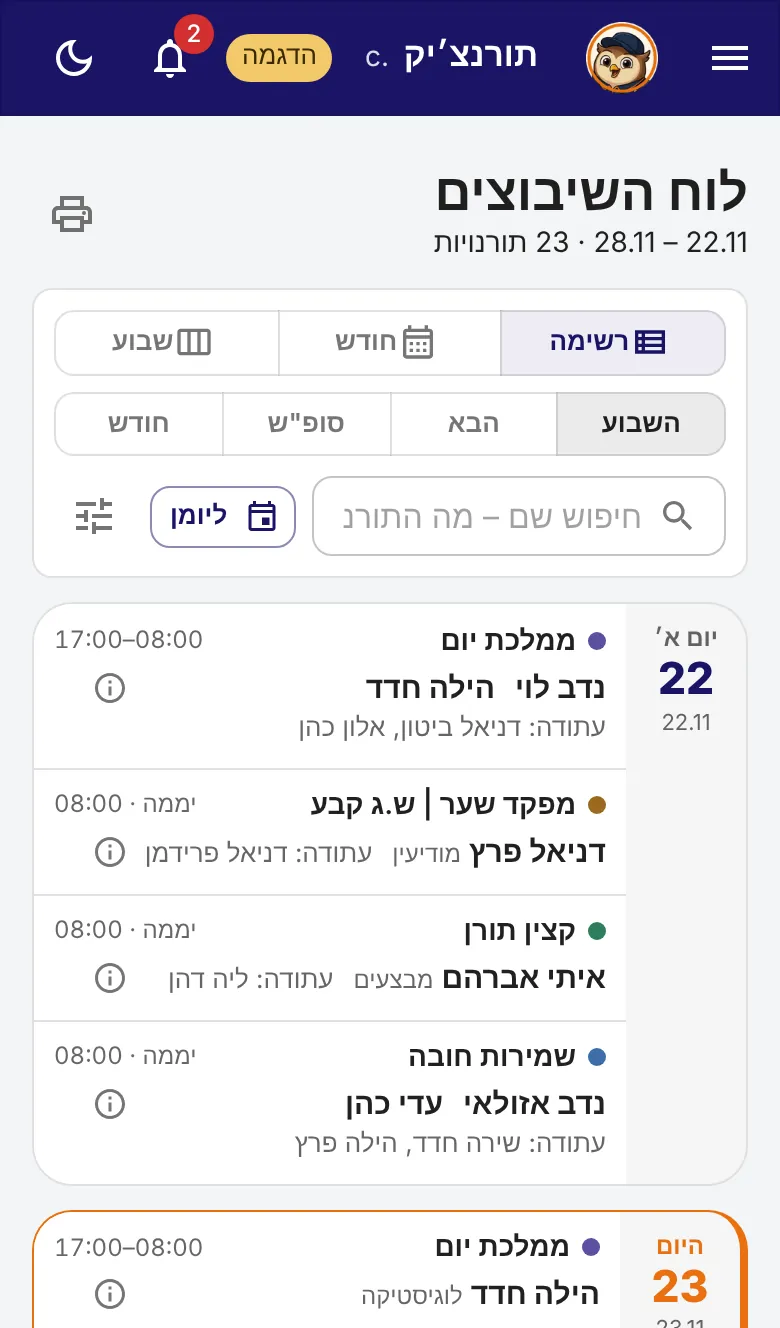 תורנצ׳יק c. הדגמה 2
לוח השיבוצים
22.11 – 28.11 · 23 תורנויות
רשימה חודש שבוע
השבוע הבא סופ"ש חודש
חיפוש שם – מה התורנ ליומן
יום א׳
22
22.11
ממלכת יום 08:00–17:00
נדב לוי הילה חדד
עתודה: דניאל ביטון, אלון כהן
מפקד שער | ש.ג קבע יממה · 08:00
דניאל פרץ מודיעין עתודה: דניאל פרידמן
קצין תורן יממה · 08:00
איתי אברהם מבצעים עתודה: ליה דהן
שמירות חובה יממה · 08:00
נדב אזולאי עדי כהן
עתודה: שירה חדד, הילה פרץ
היום
23
23.11
ממלכת יום 08:00–17:00
הילה חדד לוגיסטיקה